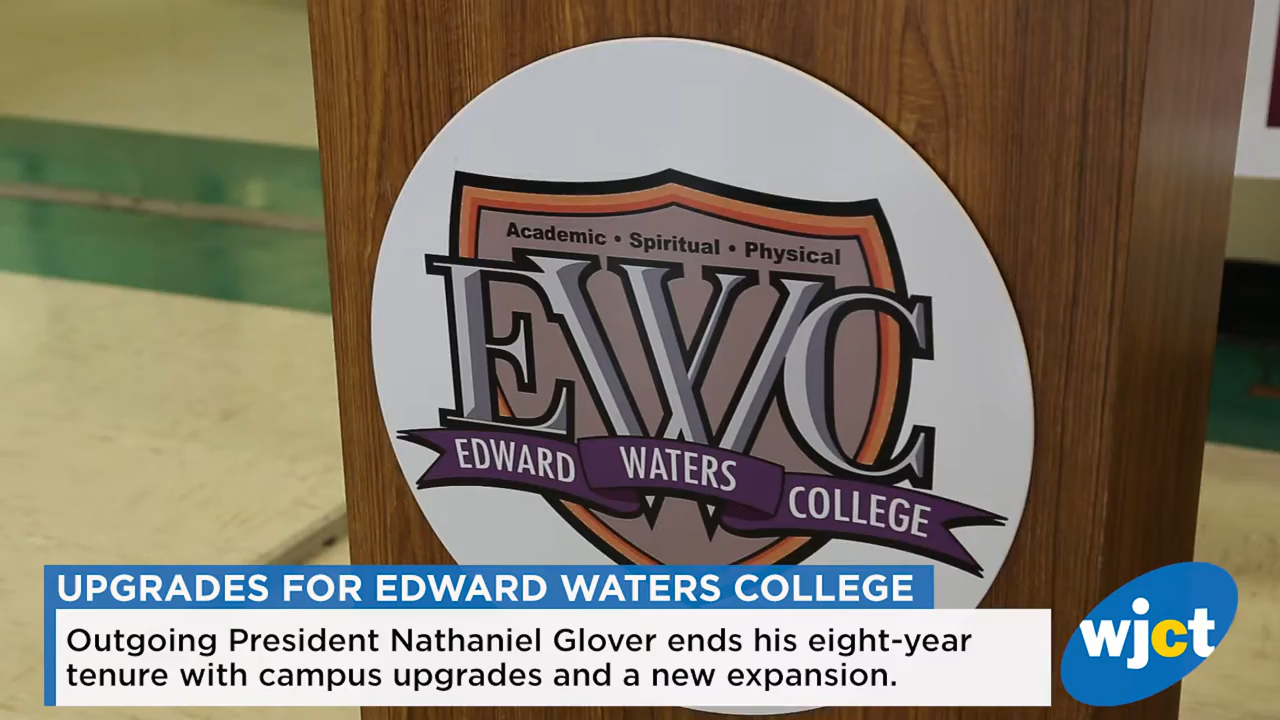 Academic • Spiritual • Physical
EWC
EDWARD WATERS COLLEGE
UPGRADES FOR EDWARD WATERS COLLEGE
Outgoing President Nathaniel Glover ends his eight-year
tenure with campus upgrades and a new expansion.
wjct